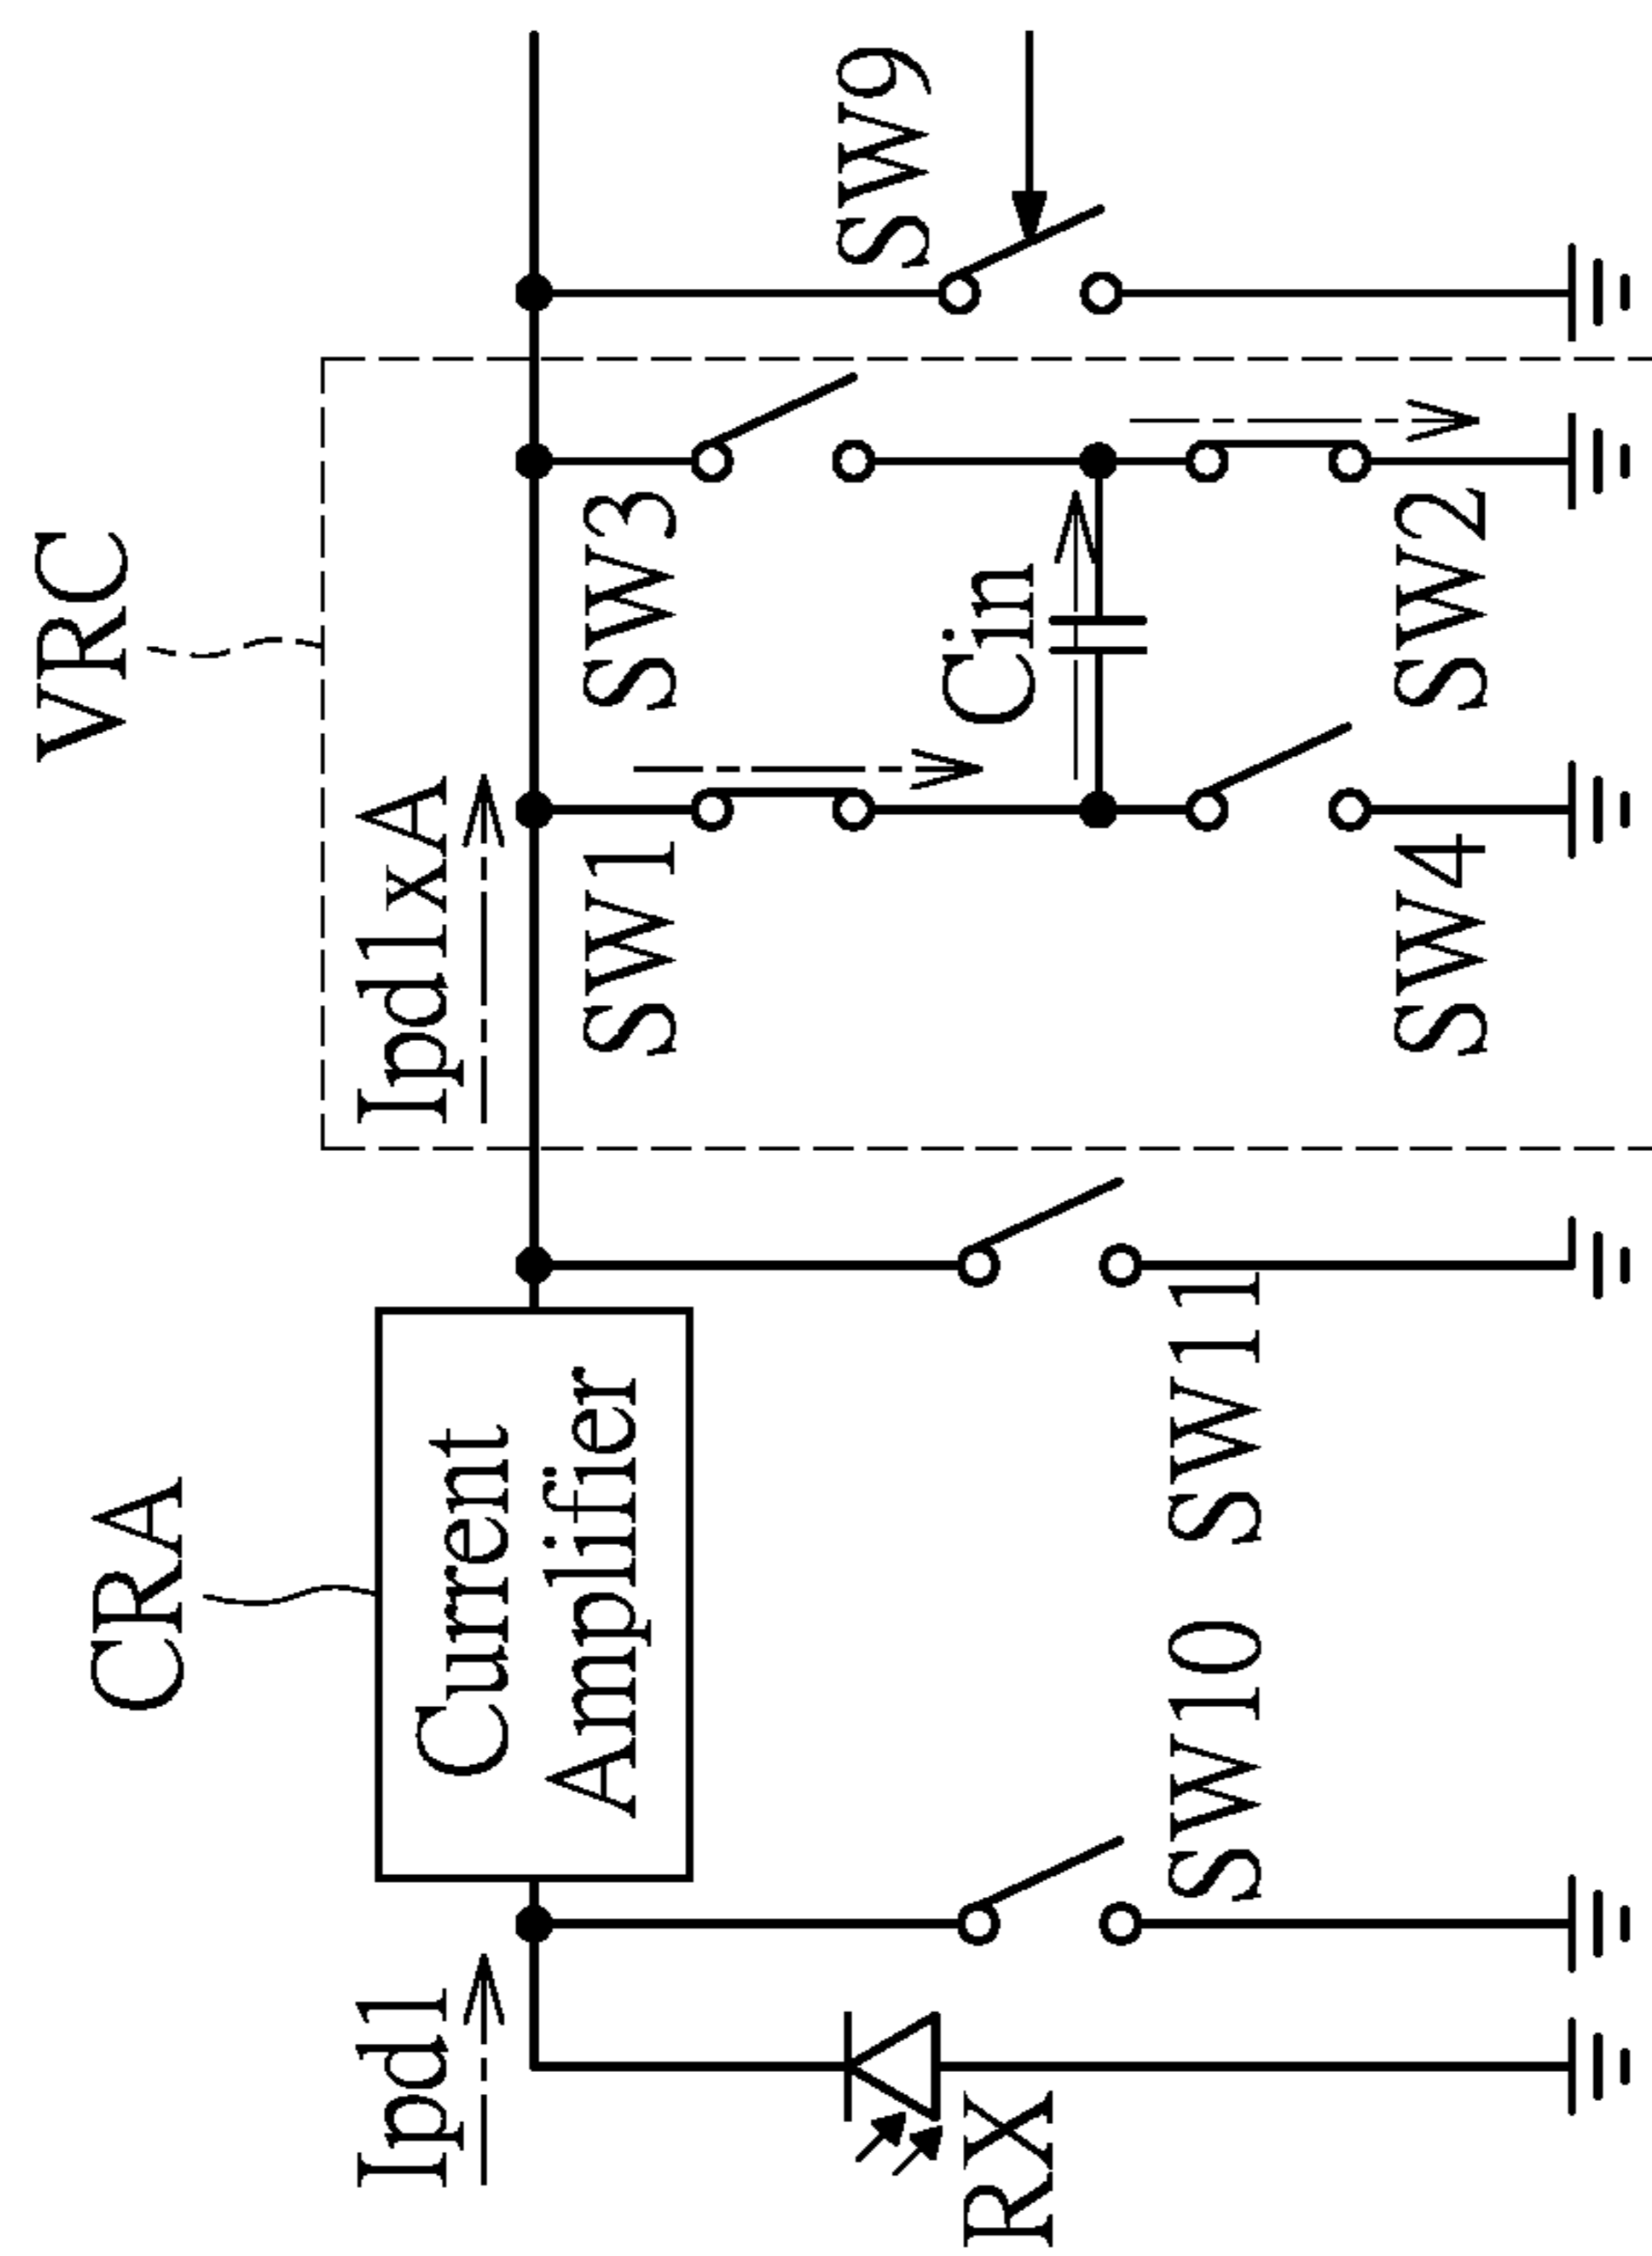 VRC
CRA
Ipd1
Ipd1xA
Current
Amplifier
SW1
SW3
SW9
Cin
RX
SW10
SW11
SW4
SW2